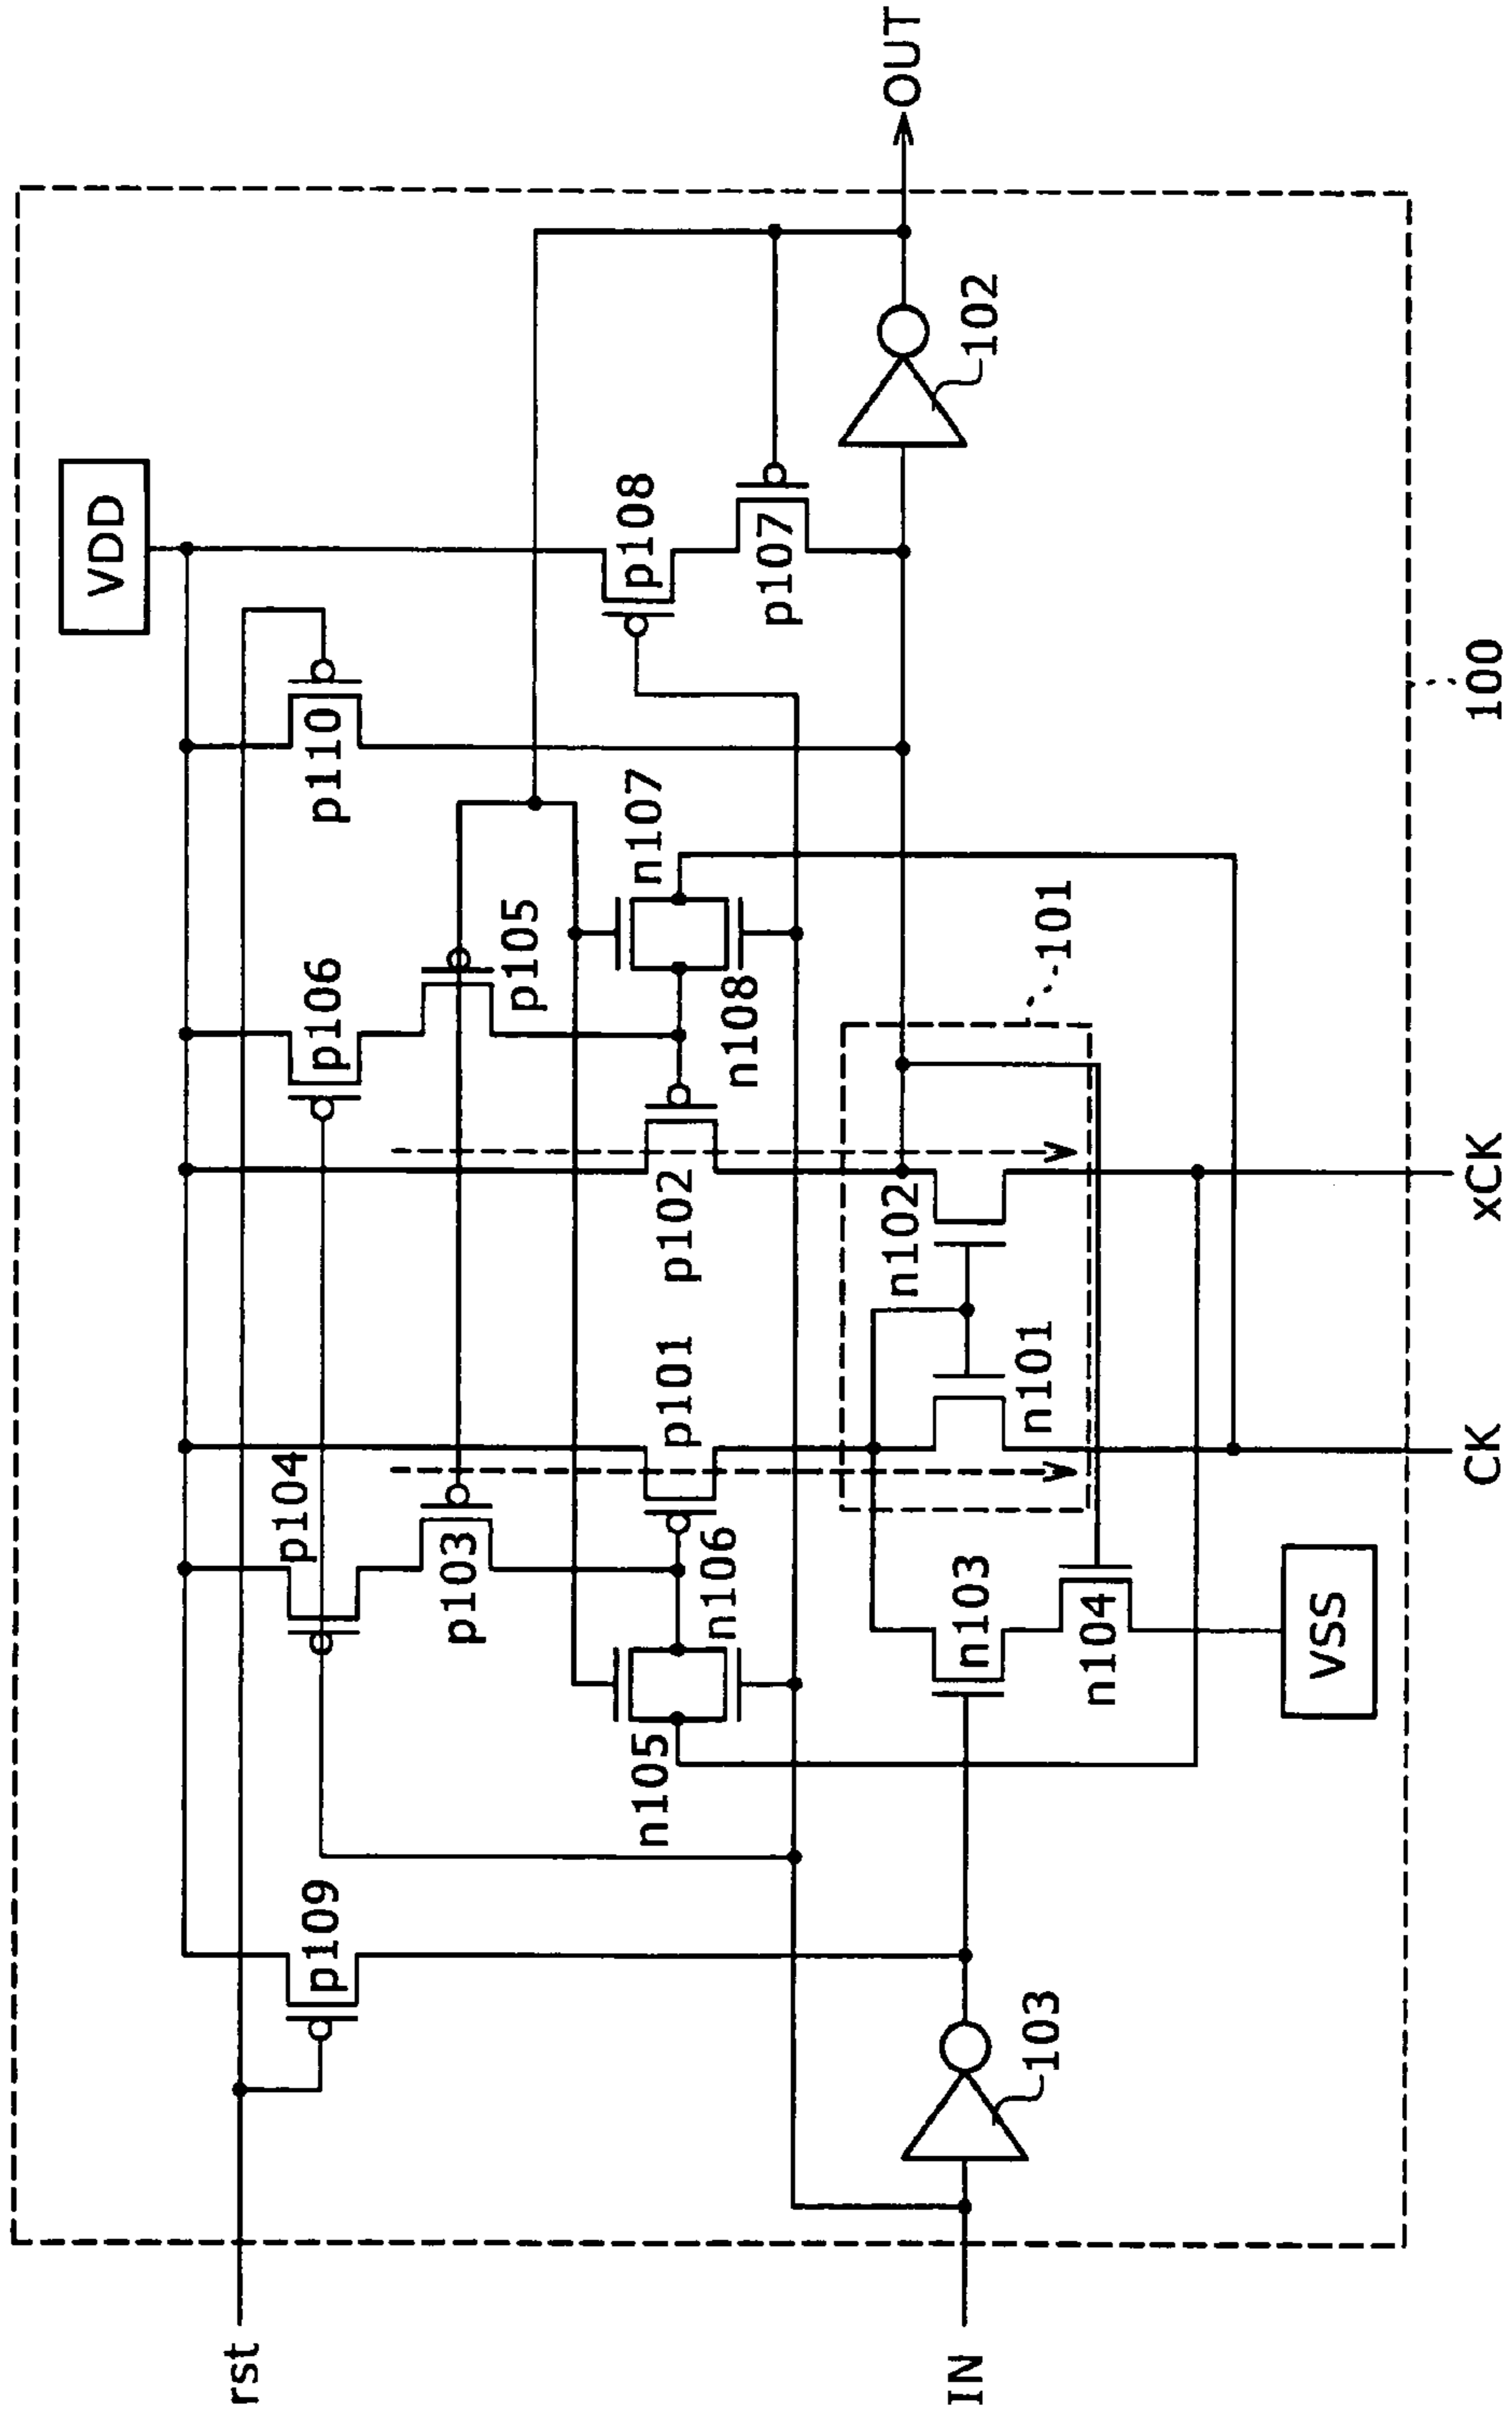 VDD
rst
p109
p104
p106
p110
p103
p105
p108
n105
n106
p101
p102
n108
n107
p107
IN
103
n103
n104
n101
n102
101
102
OUT
VSS
CK
xCK
100